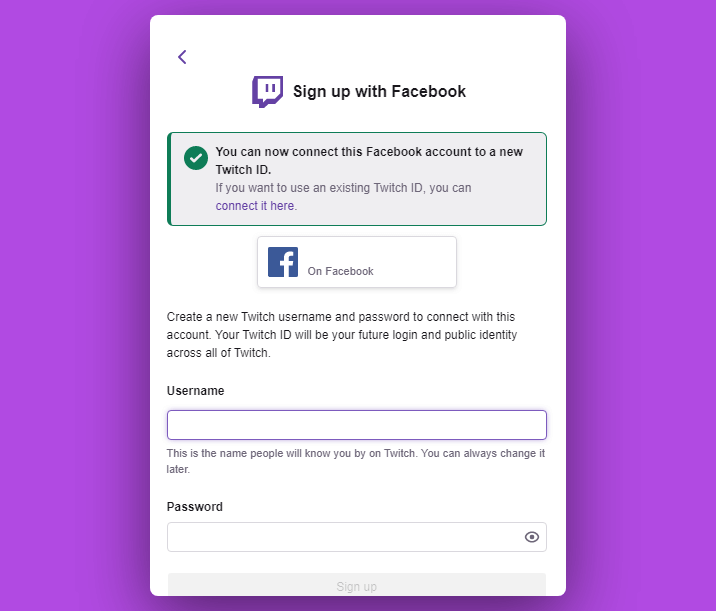 Sign up with Facebook
You can now connect this Facebook account to a new
Twitch ID.
If you want to use an existing Twitch ID, you can
connect it here.
On Facebook
Create a new Twitch username and password to connect with this
account. Your Twitch ID will be your future login and public identity
across all of Twitch.
Username
This is the name people will know you by on Twitch. You can always change it
later.
Password
Sign up